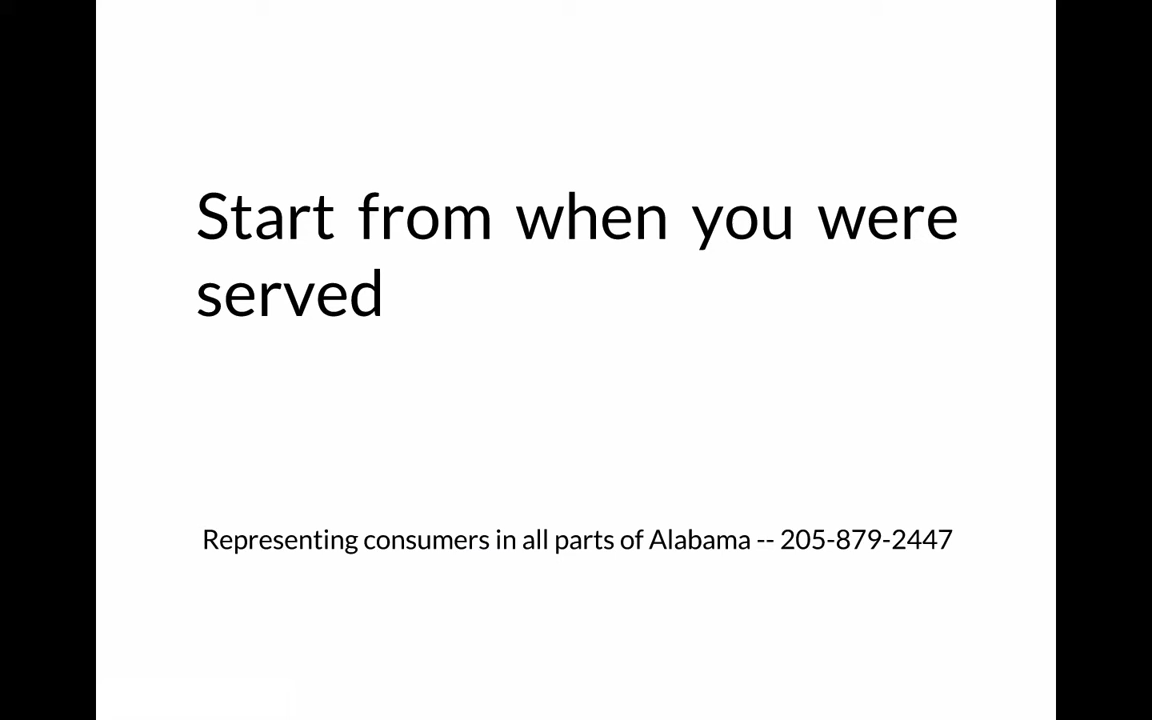 Start from when you were
served
Representing consumers in all parts of Alabama -- 205-879-2447